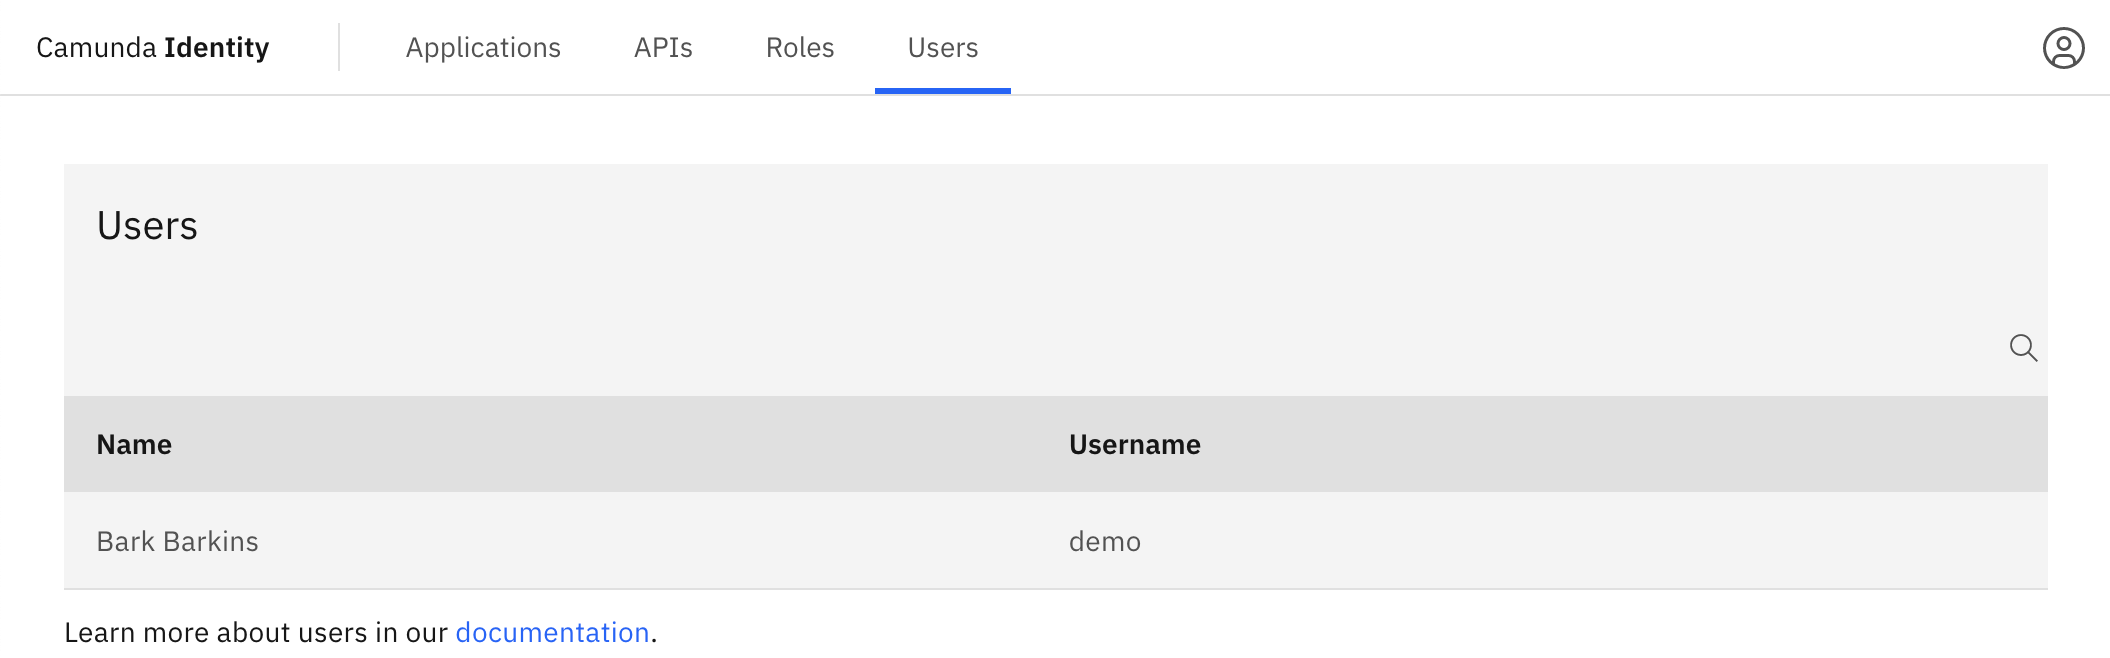 Camunda Identity Applications APIs Roles Users
Users
Name Username
Bark Barkins demo
Learn more about users in our documentation.